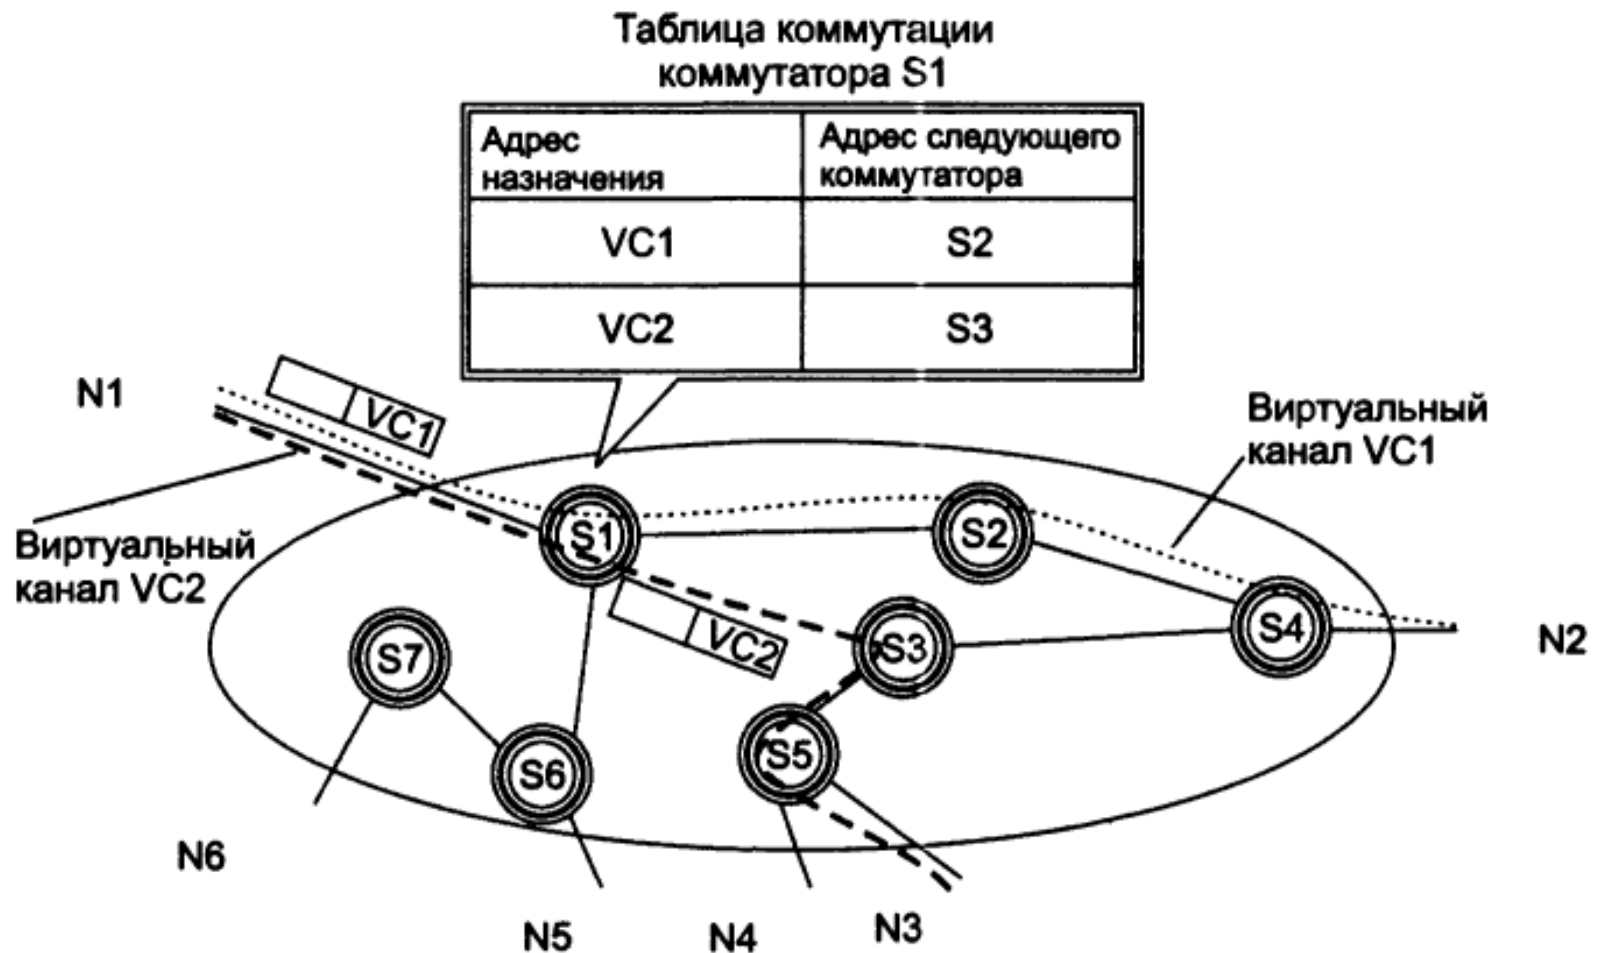 Таблица коммутации
коммутатора S1
Адрес
назначения
Адрес следующего
коммутатора
VC1
S2
VC2
S3
N1
VC1
Виртуальный
канал VC1
Виртуальный
канал VC2
S1
S2
VC2
S3
S4
N2
S7
S6
S5
N6
N5
N4
N3